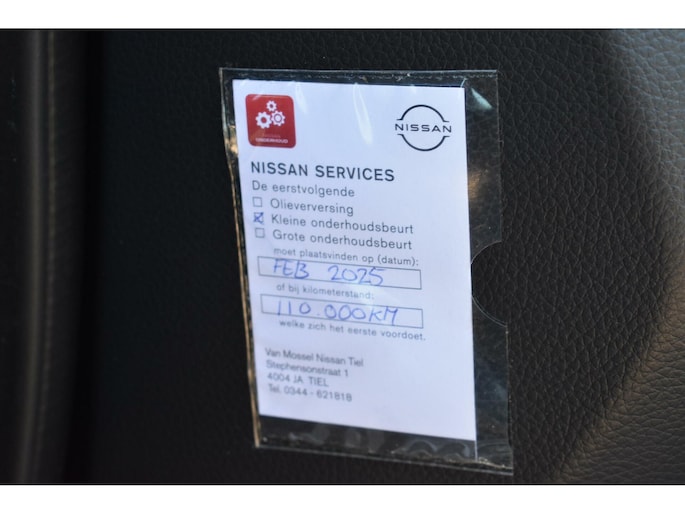 ONDERHOUD
NISSAN
NISSAN SERVICES
De eerstvolgende
Olieverversing
Kleine onderhoudsbeurt
Grote onderhoudsbeurt
moet plaatsvinden op (datum):
FEB 2025
of bij kilometerstand:
110.000KM
welke zich het eerste voordoet.
Van Mossel Nissan Tiel
Stephensonstraat 1
4004 JA TIEL
Tel. 0344 - 621818